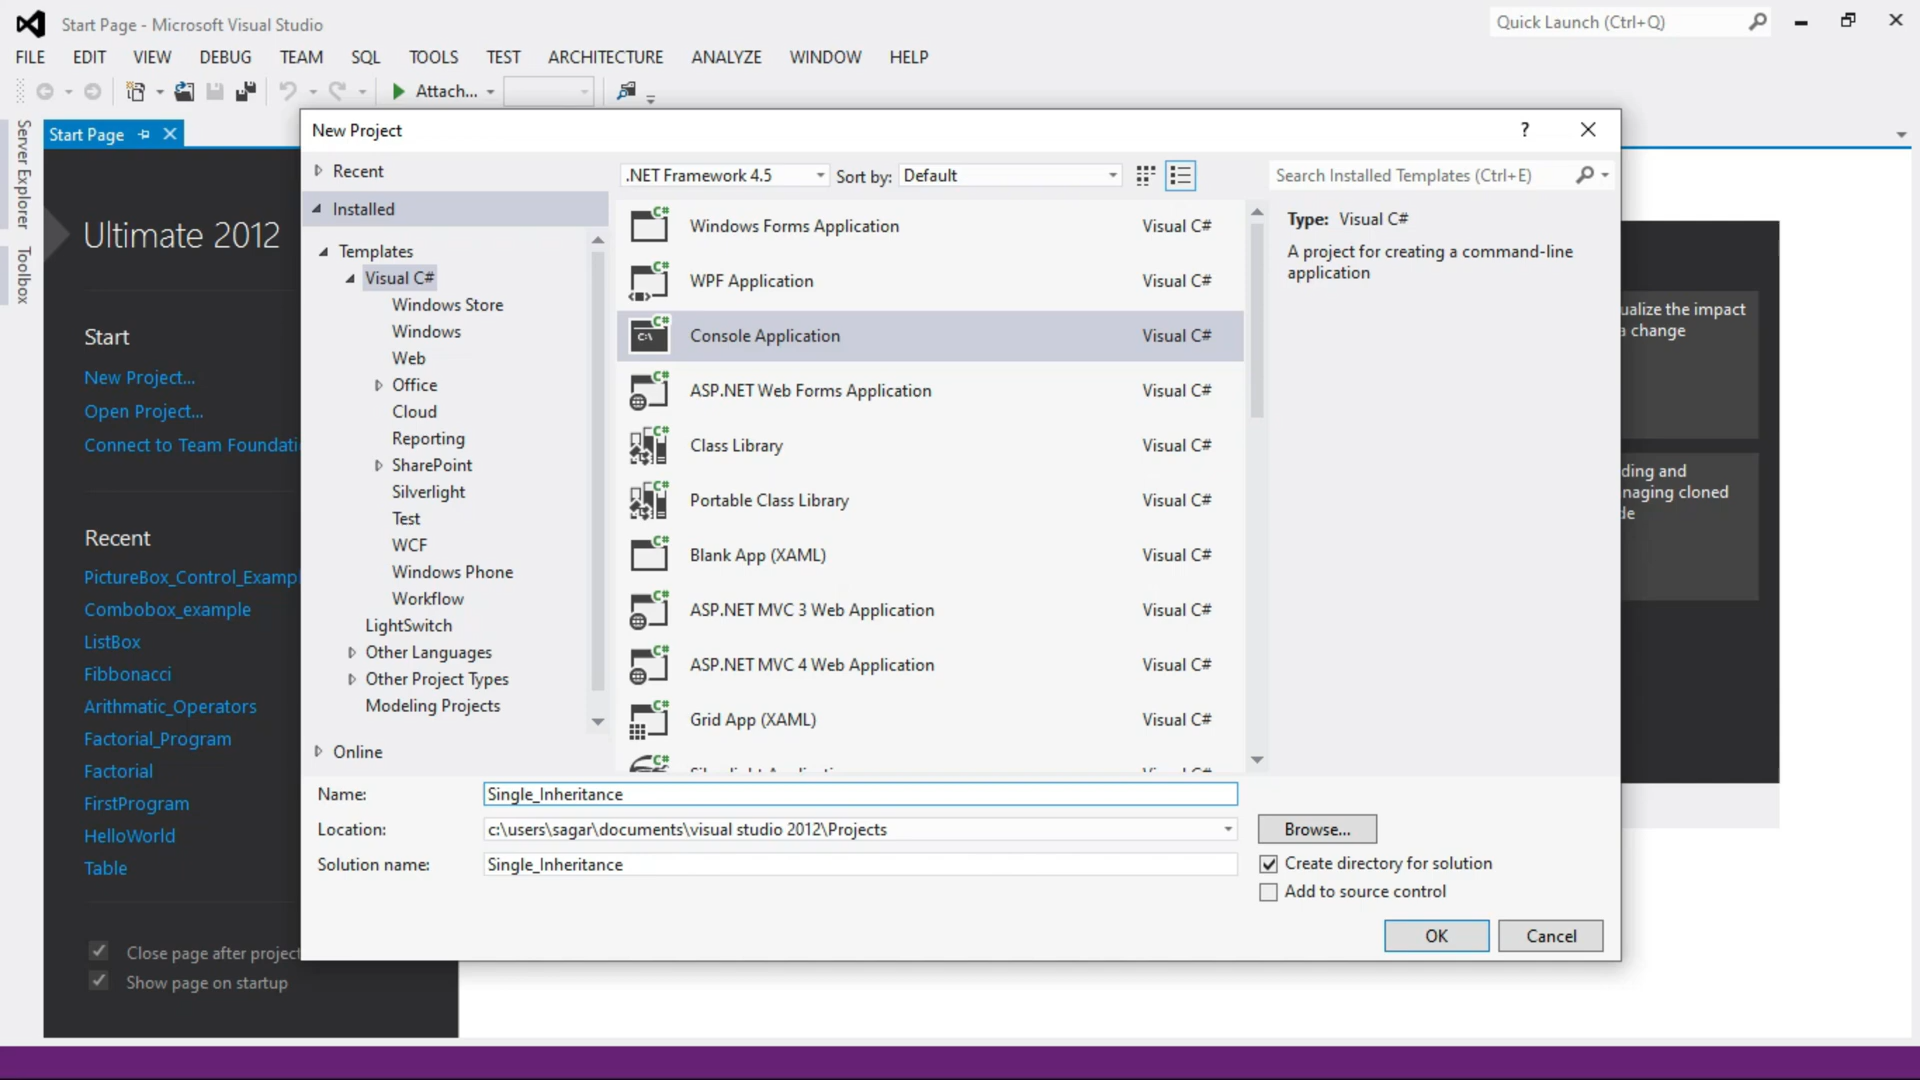 Start Page - Microsoft Visual Studio
Quick Launch (Ctrl+Q)
FILE EDIT VIEW DEBUG TEAM SQL TOOLS TEST ARCHITECTURE ANALYZE WINDOW HELP
Attach...
Server Explorer
Toolbox
Start Page
Ultimate 2012
Start
New Project...
Open Project...
Connect to Team Foundati
Recent
PictureBox_Control_Examp
Combobox_example
ListBox
Fibbonacci
Arithmatic_Operators
Factorial_Program
Factorial
FirstProgram
HelloWorld
Table
Close page after project
Show page on startup
New Project
?
Recent
Installed
Templates
Visual C#
Windows Store
Windows
Web
Office
Cloud
Reporting
SharePoint
Silverlight
Test
WCF
Windows Phone
Workflow
LightSwitch
Other Languages
Other Project Types
Modeling Projects
Online
.NET Framework 4.5 Sort by: Default
Search Installed Templates (Ctrl+E)
Windows Forms Application Visual C#
WPF Application Visual C#
Console Application Visual C#
ASP.NET Web Forms Application Visual C#
Class Library Visual C#
Portable Class Library Visual C#
Blank App (XAML) Visual C#
ASP.NET MVC 3 Web Application Visual C#
ASP.NET MVC 4 Web Application Visual C#
Grid App (XAML) Visual C#
Type: Visual C#
A project for creating a command-line
application
ualize the impact
a change
ding and
naging cloned
de
Name: Single_Inheritance
Location: c:\users\sagar\documents\visual studio 2012\Projects
Browse...
Solution name: Single_Inheritance
Create directory for solution
Add to source control
OK Cancel